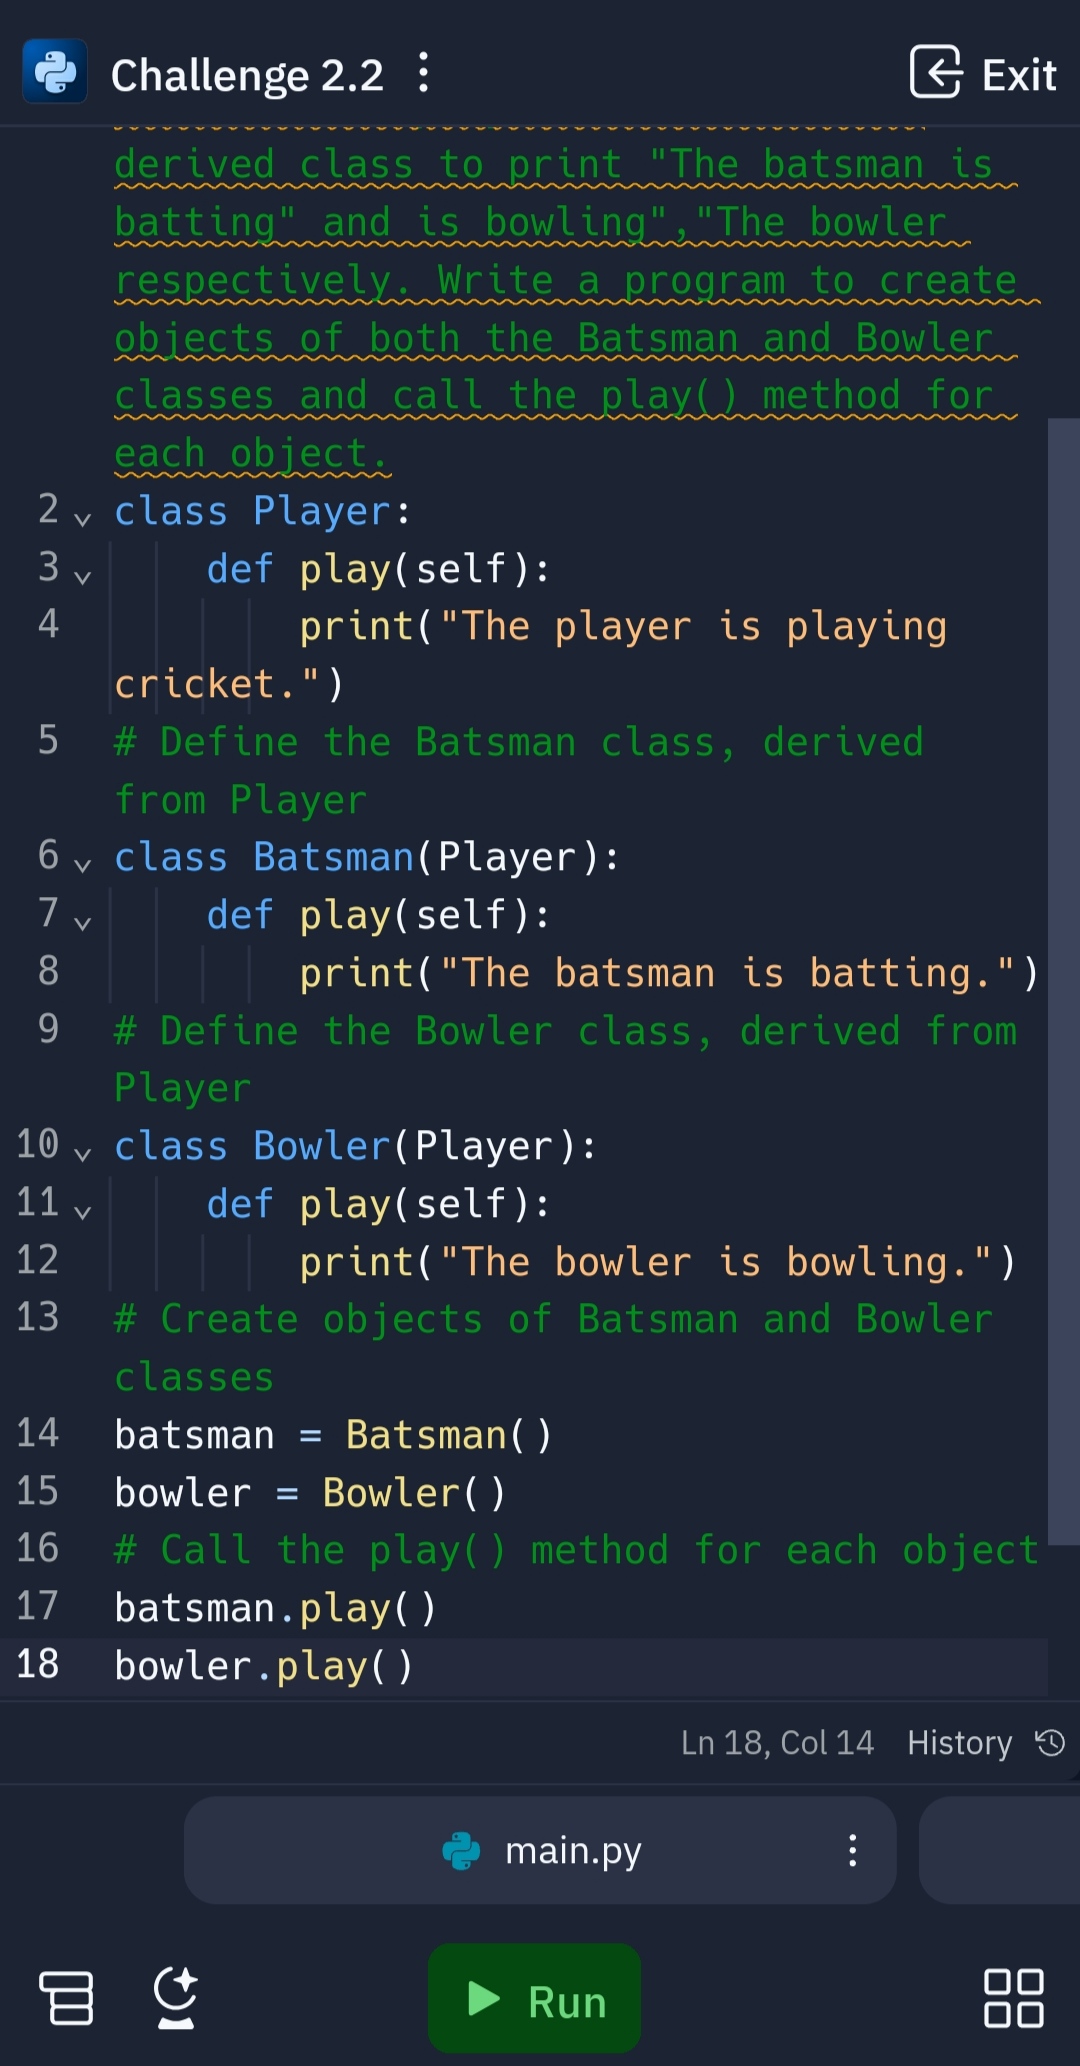 Challenge 2.2
Exit
derived class to print "The batsman is
batting" and is bowling","The bowler
respectively. Write a program to create
objects of both the Batsman and Bowler
classes and call the play() method for
each object.
2 class Player:
3 def play(self):
4 print("The player is playing
cricket.")
5 # Define the Batsman class, derived
from Player
6 class Batsman(Player):
7 def play(self):
8 print("The batsman is batting.")
9 # Define the Bowler class, derived from
Player
10 class Bowler(Player):
11 def play(self):
12 print("The bowler is bowling.")
13 # Create objects of Batsman and Bowler
classes
14 batsman = Batsman()
15 bowler = Bowler()
16 # Call the play() method for each object
17 batsman.play()
18 bowler.play()
Ln 18, Col 14 History
main.py
Run